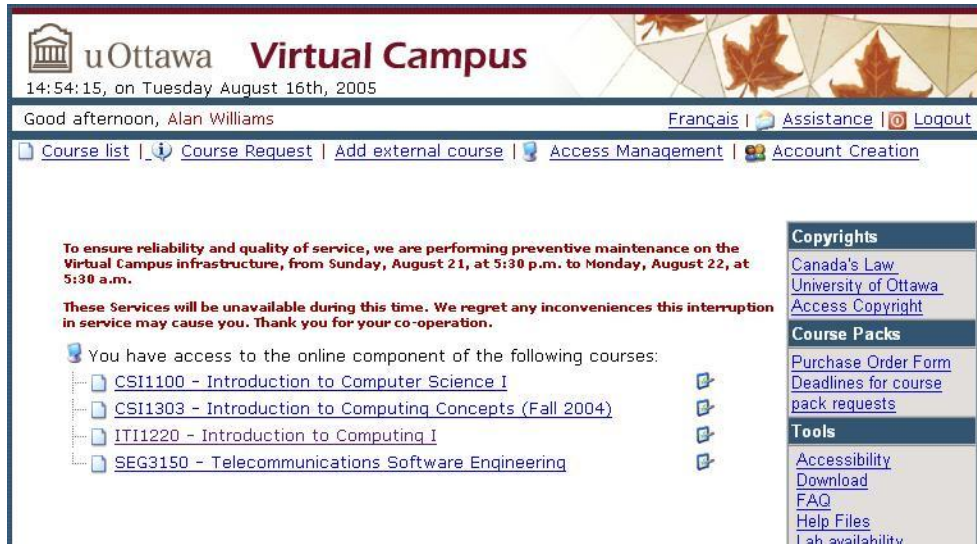 uOttawa Virtual Campus
14:54:15, on Tuesday August 16th, 2005
Good afternoon, Alan Williams
Français | Assistance | Logout
Course list | Course Request | Add external course | Access Management | Account Creation
To ensure reliability and quality of service, we are performing preventive maintenance on the
Virtual Campus infrastructure, from Sunday, August 21, at 5:30 p.m. to Monday, August 22, at
5:30 a.m.
These Services will be unavailable during this time. We regret any inconveniences this interruption
in service may cause you. Thank you for your co-operation.
You have access to the online component of the following courses:
CSI1100 - Introduction to Computer Science I
CSI1303 - Introduction to Computing Concepts (Fall 2004)
ITI1220 - Introduction to Computing I
SEG3150 - Telecommunications Software Engineering
Copyrights
Canada's Law
University of Ottawa
Access Copyright
Course Packs
Purchase Order Form
Deadlines for course
pack requests
Tools
Accessibility
Download
FAQ
Help Files
Lab availability